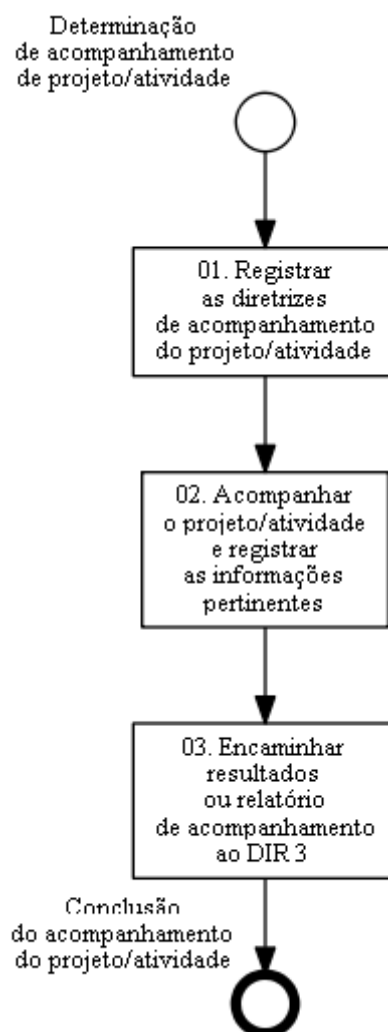 Determinação
de acompanhamento
de projeto/atividade
01. Registrar
as diretrizes
de acompanhamento
do projeto/atividade
02. Acompanhar
o projeto/atividade
e registrar
as informações
pertinentes
03. Encaminhar
resultados
ou relatório
de acompanhamento
ao DIR 3
Conclusão
do acompanhamento
do projeto/atividade